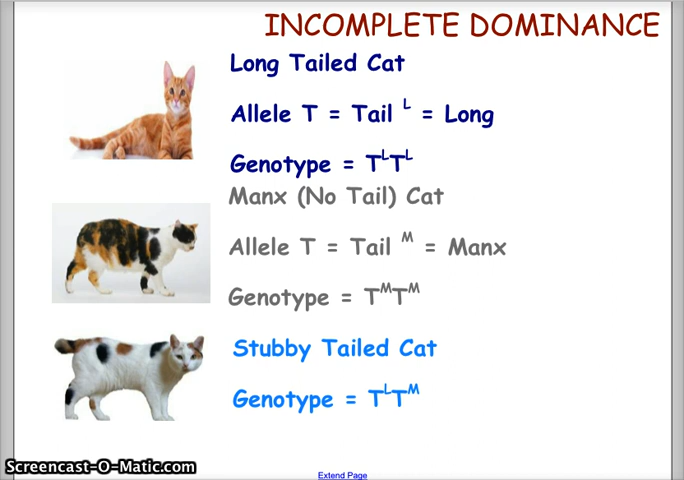 INCOMPLETE DOMINANCE
Long Tailed Cat
Allele T = Tail ᴸ = Long
Genotype = TᴸTᴸ
Manx (No Tail) Cat
Allele T = Tail ᴹ = Manx
Genotype = TᴹTᴹ
Stubby Tailed Cat
Genotype = TᴸTᴹ
Screencast-O-Matic.com
Extend Page